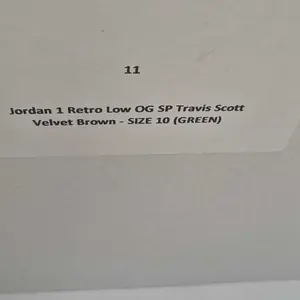 11
Jordan 1 Retro Low OG SP Travis Scott
Velvet Brown - SIZE 10 (GREEN)